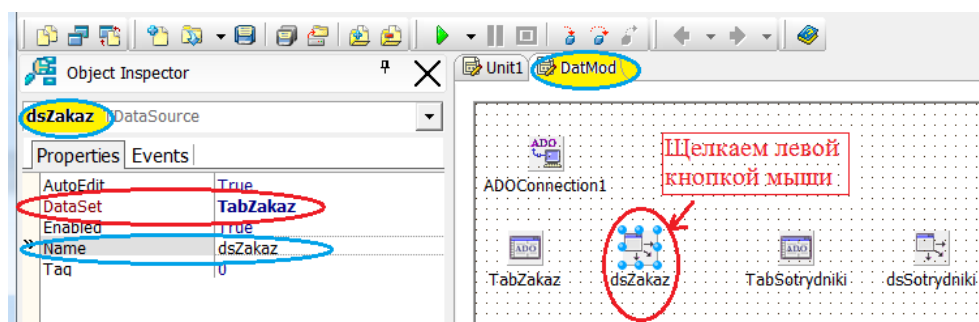 Object Inspector
Unit1 DatMod
dsZakaz TDataSource
Properties Events
AutoEdit True
DataSet TabZakaz
Enabled True
Name dsZakaz
Tag 0
ADO
ADOConnection1
Щелкаем левой
кнопкой мыши
ADO ADO
TabZakaz dsZakaz TabSotrydniki dsSotrydniki